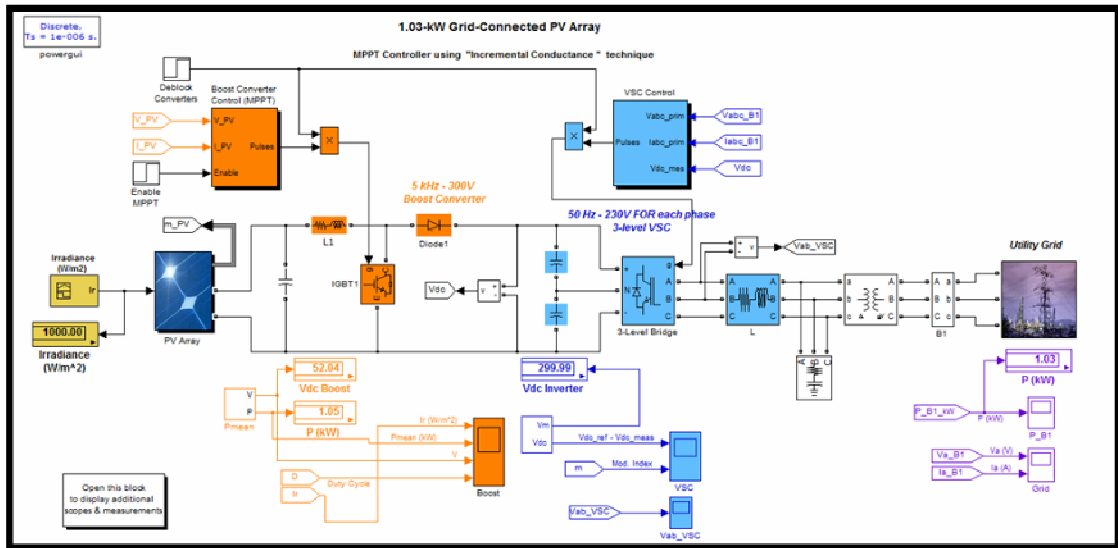 Discrete,
Ts = 1e-006 s.
powergui
1.03-kW Grid-Connected PV Array
MPPT Controller using "Incremental Conductance " technique
Deblock
Converters
Boost Converter
Control (MPPT)
V_PV
I_PV
V_PV
I_PV
Enable
Pulses
Enable
MPPT
X
VSC Control
Vabc_prim
Iabc_prim
Vdc_mes
Pulses
X
Vabc_B1
Iabc_B1
Vdc
5 kHz - 300V
Boost Converter
50 Hz - 230V FOR each phase
3-level VSC
m_PV
L1
Diode1
IGBT1
Vdc
v
+
-
Irradiance
(W/m2)
Ir
1000.00
Irradiance
(W/m^2)
PV Array
g
+
N
-
A
B
C
3-Level Bridge
+
-
v
Vab_VSC
A
B
C
L
A
B
C
A B C
a
b
c
A
B
C
a
b
c
A
B
C
B1
Utility Grid
V
P
Pmean
52.04
Vdc Boost
1.05
P (kW)
299.99
Vdc Inverter
1.03
P (kW)
Ir (W/m^2)
Pmean (kW)
V
D
Duty Cycle
Ir
Boost
Vm
Vdc
Vdc_ref - Vdc_meas
m
Mod. Index
VSC
Vab_VSC
Vab_VSC
P_B1_kW
P (kW)
P_B1
Va_B1
Va (V)
Ia_B1
Ia (A)
Grid
Open this block
to display additional
scopes & measurements